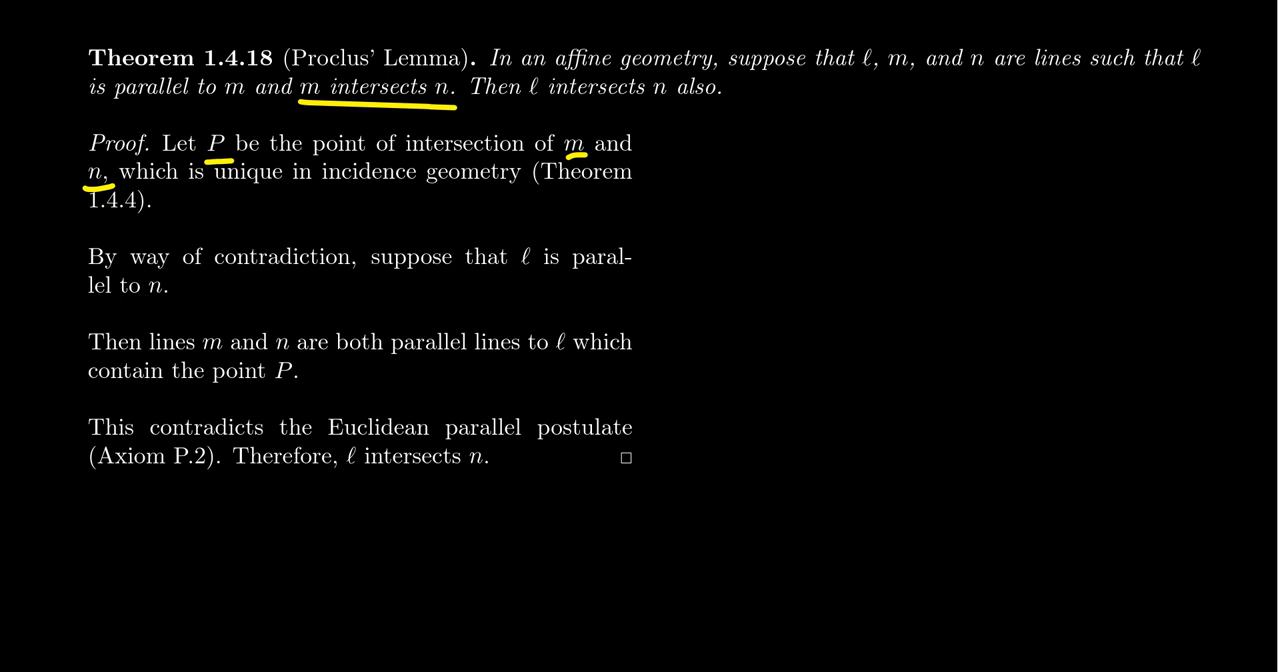 Theorem 1.4.18 (Proclus' Lemma). In an affine geometry, suppose that ℓ, m, and n are lines such that ℓ
is parallel to m and m intersects n. Then ℓ intersects n also.
Proof. Let P be the point of intersection of m and
n, which is unique in incidence geometry (Theorem
1.4.4).
By way of contradiction, suppose that ℓ is paral-
lel to n.
Then lines m and n are both parallel lines to ℓ which
contain the point P.
This contradicts the Euclidean parallel postulate
(Axiom P.2). Therefore, ℓ intersects n. □